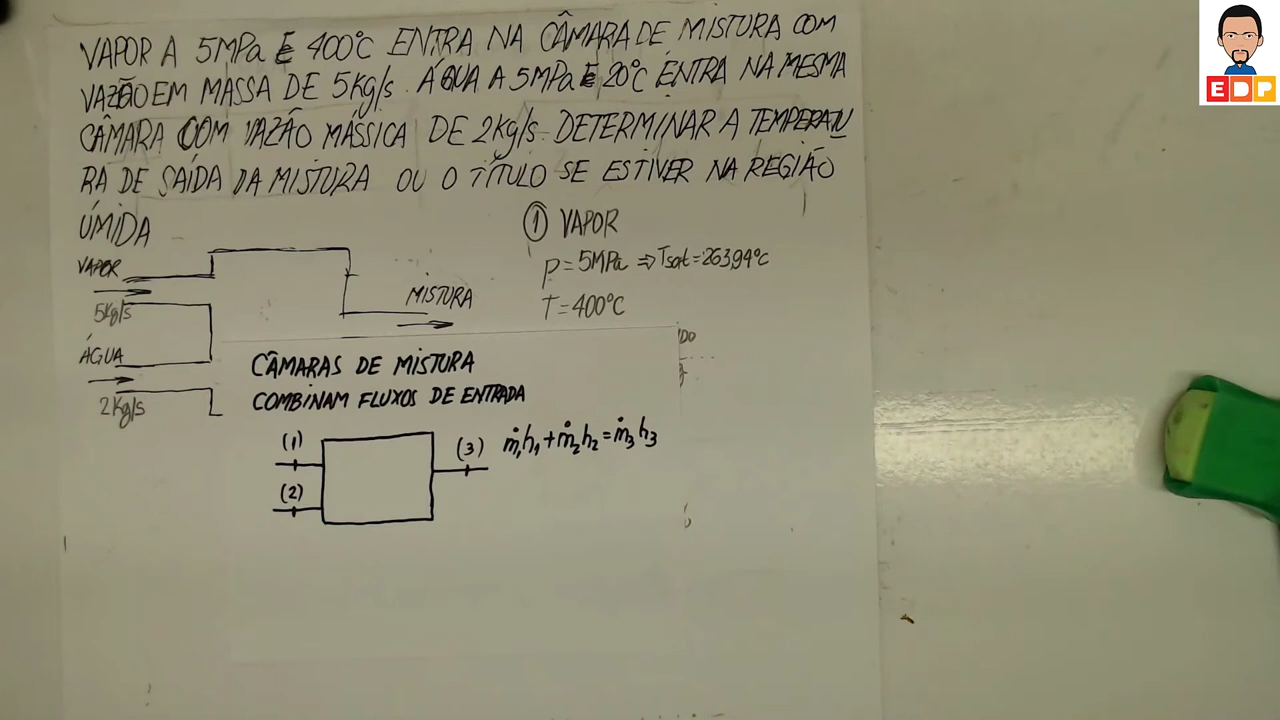 VAPOR A 5MPa E 400°C ENTRA NA CÂMARA DE MISTURA COM
VAZÃO EM MASSA DE 5Kg/s. ÁGUA A 5MPa E 20°C ENTRA NA MESMA
CÂMARA COM VAZÃO MÁSSICA DE 2Kg/s. DETERMINAR A TEMPERATU
RA DE SAÍDA DA MISTURA OU O TÍTULO SE ESTIVER NA REGIÃO
ÚMIDA
① VAPOR
P=5MPa ⇒ Tsat=263,94°C
T=400°C
VAPOR
5Kg/s
MISTURA
ÁGUA
2Kg/s
CÂMARAS DE MISTURA
COMBINAM FLUXOS DE ENTRADA
(1)
(2)
(3)
ṁ₁h₁+ṁ₂h₂=ṁ₃h₃
EDP